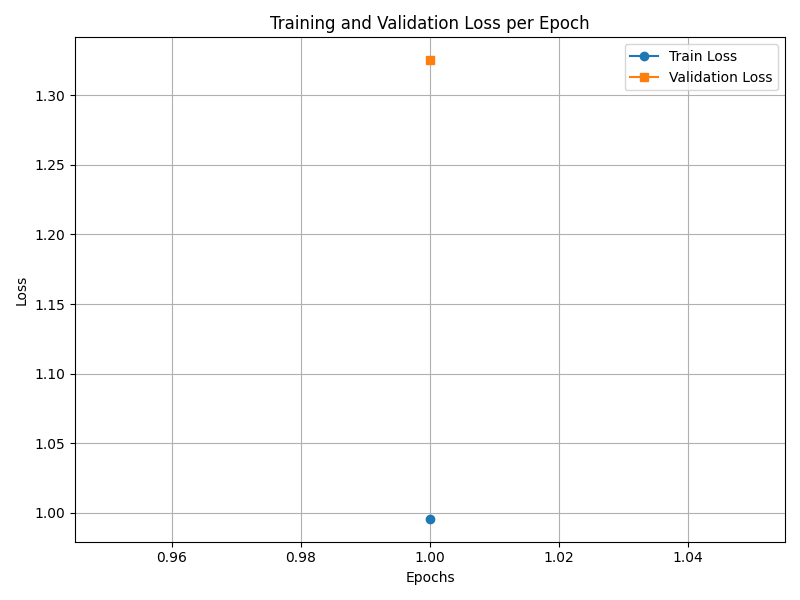 Training and Validation Loss per Epoch
Train Loss
Validation Loss
1.30
1.25
1.20
1.15
1.10
1.05
1.00
Loss
0.96
0.98
1.00
1.02
1.04
Epochs